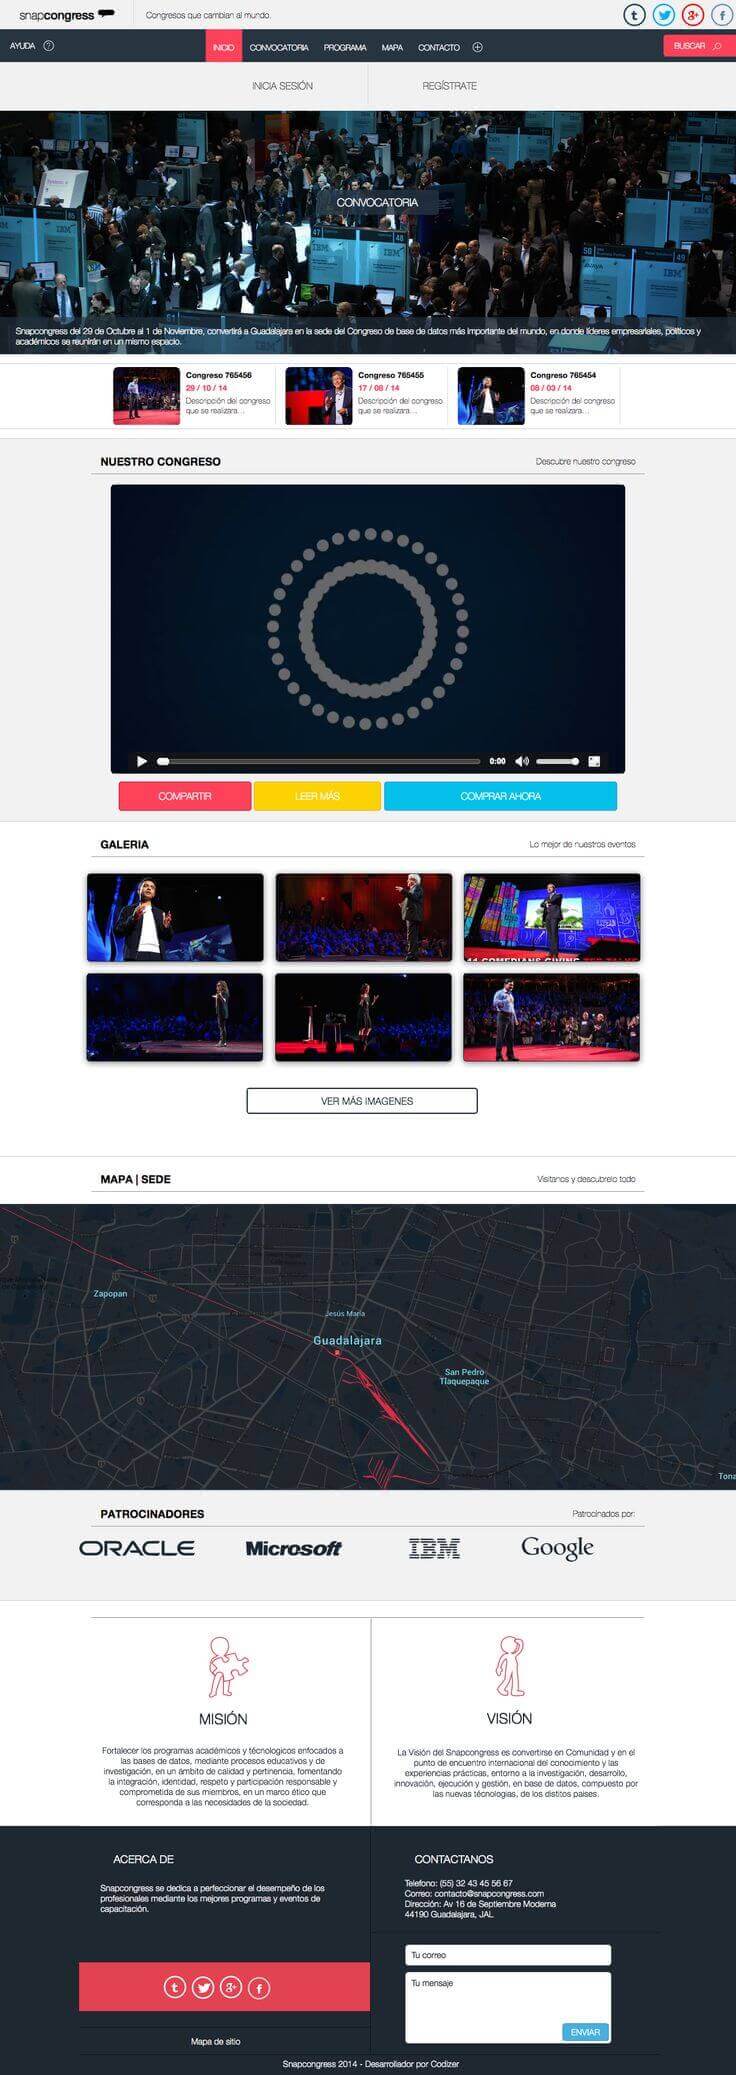 snapcongress
Congresos que cambian al mundo.
AYUDA
INICIO
CONVOCATORIA
PROGRAMA
MAPA
CONTACTO
BUSCAR
INICIA SESIÓN
REGÍSTRATE
CONVOCATORIA
Snapcongress del 29 de Octubre al 1 de Noviembre, convertirá a Guadalajara en la sede del Congreso de base de datos más importante del mundo, en donde líderes empresariales, políticos y
académicos se reunirán en un mismo espacio.
Congreso 765456
29 / 10 / 14
Descripción del congreso
que se realizara...
Congreso 765455
17 / 08 / 14
Descripción del congreso
que se realizara...
Congreso 765454
08 / 03 / 14
Descripción del congreso
que se realizara...
NUESTRO CONGRESO
Descubre nuestro congreso
0:00
COMPARTIR
LEER MÁS
COMPRAR AHORA
GALERIA
Lo mejor de nuestros eventos
VER MÁS IMAGENES
MAPA | SEDE
Visitanos y descubrelo todo
Zapopan
Jesús María
Guadalajara
San Pedro
Tlaquepaque
Tona
PATROCINADORES
Patrocinados por:
ORACLE
Microsoft
IBM
Google
MISIÓN
Fortalecer los programas académicos y técnologicos enfocados a
las bases de datos, mediante procesos educativos y de
investigación, en un ámbito de calidad y pertinencia, fomentando
la integración, identidad, respeto y participación responsable y
comprometida de sus miembros, en un marco ético que
corresponda a las necesidades de la sociedad.
VISIÓN
La Visión del Snapcongress es convertirse en Comunidad y en el
punto de encuentro internacional del conocimiento y las
experiencias prácticas, entorno a la investigación, desarrollo,
innovación, ejecución y gestión, en base de datos, compuesto por
las nuevas técnologías, de los distitos paises.
ACERCA DE
Snapcongress se dedica a perfeccionar el desempeño de los
profesionales mediante los mejores programas y eventos de
capacitación.
Mapa de sitio
CONTACTANOS
Telefono: (55) 32 43 45 56 67
Correo: contacto@snapcongress.com
Dirección: Av 16 de Septiembre Moderna
44190 Guadalajara, JAL
Tu correo
Tu mensaje
ENVIAR
Snapcongress 2014 - Desarrollador por Codizer